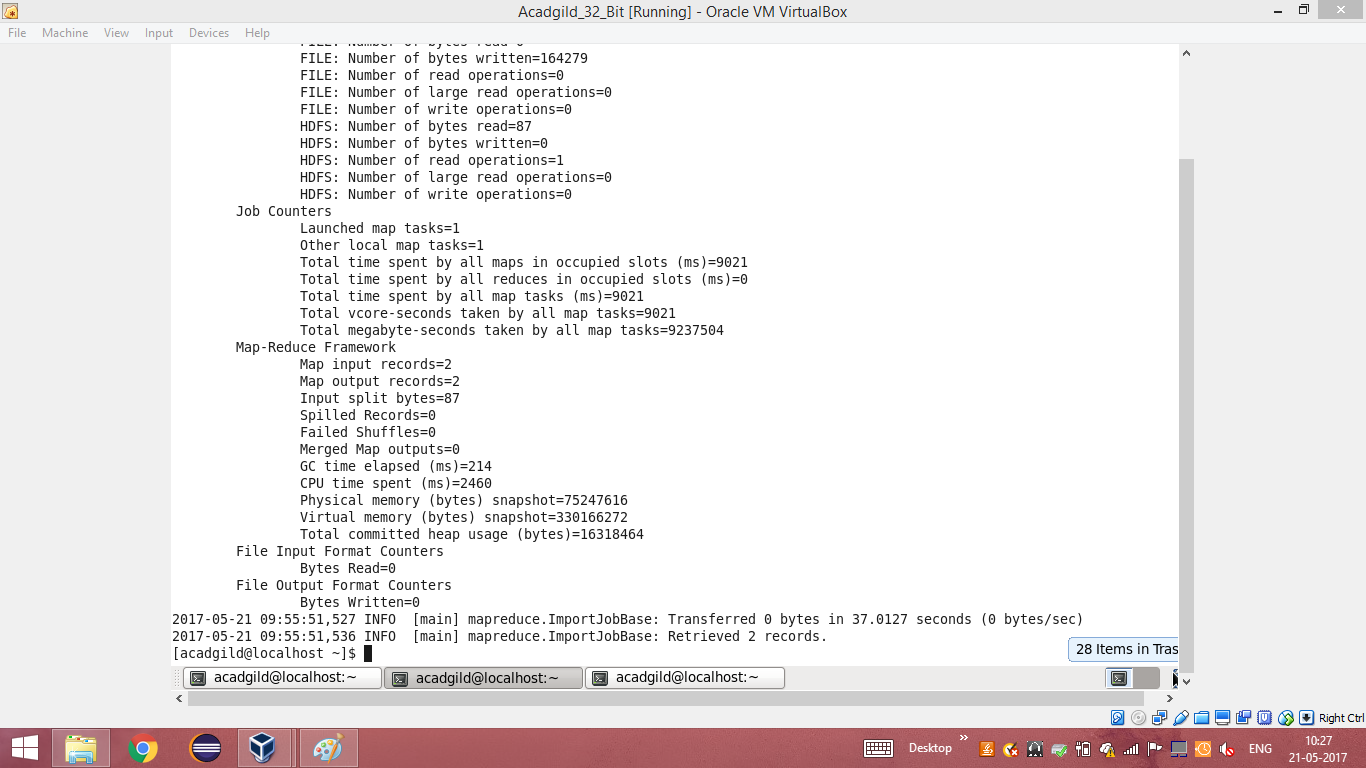 Acadgild_32_Bit [Running] - Oracle VM VirtualBox
File Machine View Input Devices Help
FILE: Number of bytes read=0
FILE: Number of bytes written=164279
FILE: Number of read operations=0
FILE: Number of large read operations=0
FILE: Number of write operations=0
HDFS: Number of bytes read=87
HDFS: Number of bytes written=0
HDFS: Number of read operations=1
HDFS: Number of large read operations=0
HDFS: Number of write operations=0
Job Counters
Launched map tasks=1
Other local map tasks=1
Total time spent by all maps in occupied slots (ms)=9021
Total time spent by all reduces in occupied slots (ms)=0
Total time spent by all map tasks (ms)=9021
Total vcore-seconds taken by all map tasks=9021
Total megabyte-seconds taken by all map tasks=9237504
Map-Reduce Framework
Map input records=2
Map output records=2
Input split bytes=87
Spilled Records=0
Failed Shuffles=0
Merged Map outputs=0
GC time elapsed (ms)=214
CPU time spent (ms)=2460
Physical memory (bytes) snapshot=75247616
Virtual memory (bytes) snapshot=330166272
Total committed heap usage (bytes)=16318464
File Input Format Counters
Bytes Read=0
File Output Format Counters
Bytes Written=0
2017-05-21 09:55:51,527 INFO  [main] mapreduce.ImportJobBase: Transferred 0 bytes in 37.0127 seconds (0 bytes/sec)
2017-05-21 09:55:51,536 INFO  [main] mapreduce.ImportJobBase: Retrieved 2 records.
[acadgild@localhost ~]$
28 Items in Tras
acadgild@localhost:~ acadgild@localhost:~ acadgild@localhost:~
Right Ctrl
Desktop » ENG 10:27
21-05-2017